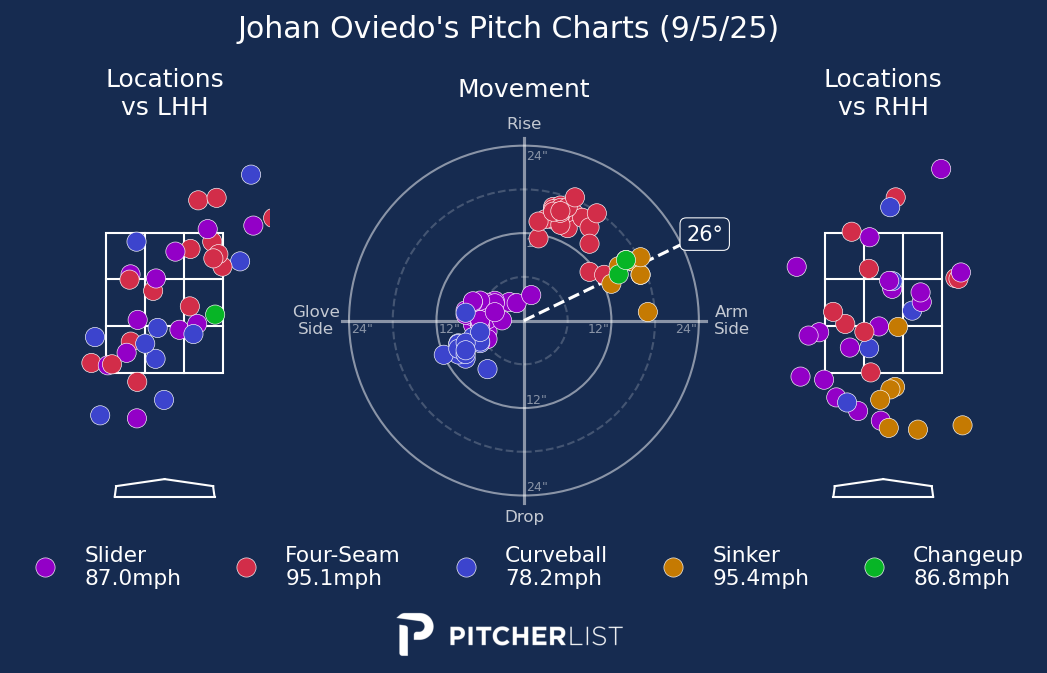 Johan Oviedo's Pitch Charts (9/5/25)
Locations
vs LHH
Movement
Locations
vs RHH
Rise
24"
26°
Glove
Side
24"
12"
12"
24"
Arm
Side
12"
24"
Drop
Slider
87.0mph
Four-Seam
95.1mph
Curveball
78.2mph
Sinker
95.4mph
Changeup
86.8mph
PITCHERLIST